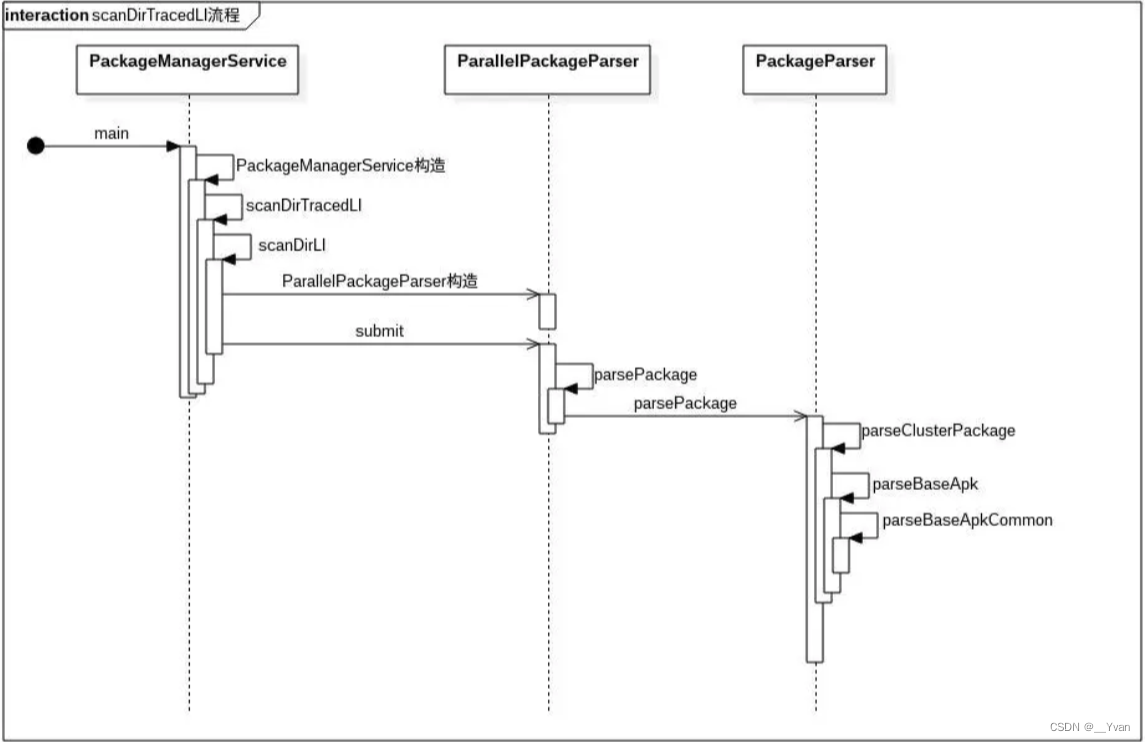 interaction scanDirTracedLI流程
PackageManagerService
ParallelPackageParser
PackageParser
main
PackageManagerService构造
scanDirTracedLI
scanDirLI
ParallelPackageParser构造
submit
parsePackage
parsePackage
parseClusterPackage
parseBaseApk
parseBaseApkCommon
CSDN @__Yvan